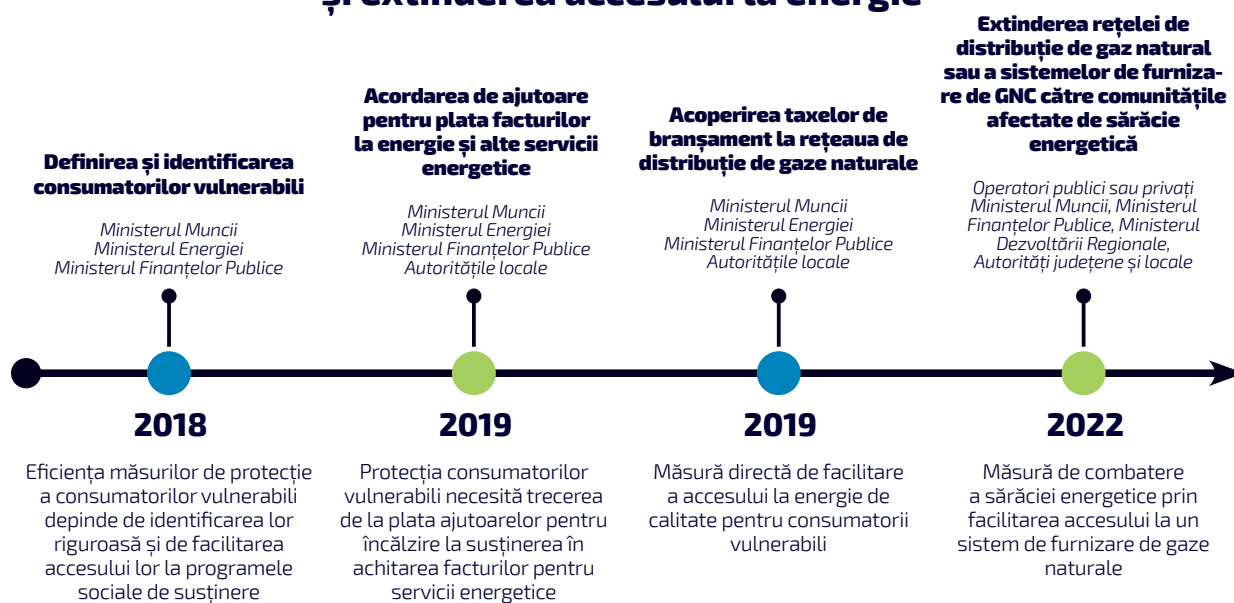 și extinderea accesului la energie
Definirea și identificarea
consumatorilor vulnerabili
Ministerul Muncii
Ministerul Energiei
Ministerul Finanțelor Publice
2018
Eficiența măsurilor de protecție
a consumatorilor vulnerabili
depinde de identificarea lor
riguroasă și de facilitarea
accesului lor la programele
sociale de susținere
Acordarea de ajutoare
pentru plata facturilor
la energie și alte servicii
energetice
Ministerul Muncii
Ministerul Energiei
Ministerul Finanțelor Publice
Autoritățile locale
2019
Protecția consumatorilor
vulnerabili necesită trecerea
de la plata ajutoarelor pentru
încălzire la susținerea în
achitarea facturilor pentru
servicii energetice
Acoperirea taxelor de
branșament la rețeaua de
distribuție de gaze naturale
Ministerul Muncii
Ministerul Energiei
Ministerul Finanțelor Publice
Autoritățile locale
2019
Măsură directă de facilitare
a accesului la energie de
calitate pentru consumatorii
vulnerabili
Extinderea rețelei de
distribuție de gaz natural
sau a sistemelor de furniza-
re de GNC către comunitățile
afectate de sărăcie
energetică
Operatori publici sau privați
Ministerul Muncii, Ministerul
Finanțelor Publice, Ministerul
Dezvoltării Regionale,
Autorități județene și locale
2022
Măsură de combatere
a sărăciei energetice prin
facilitarea accesului la un
sistem de furnizare de gaze
naturale